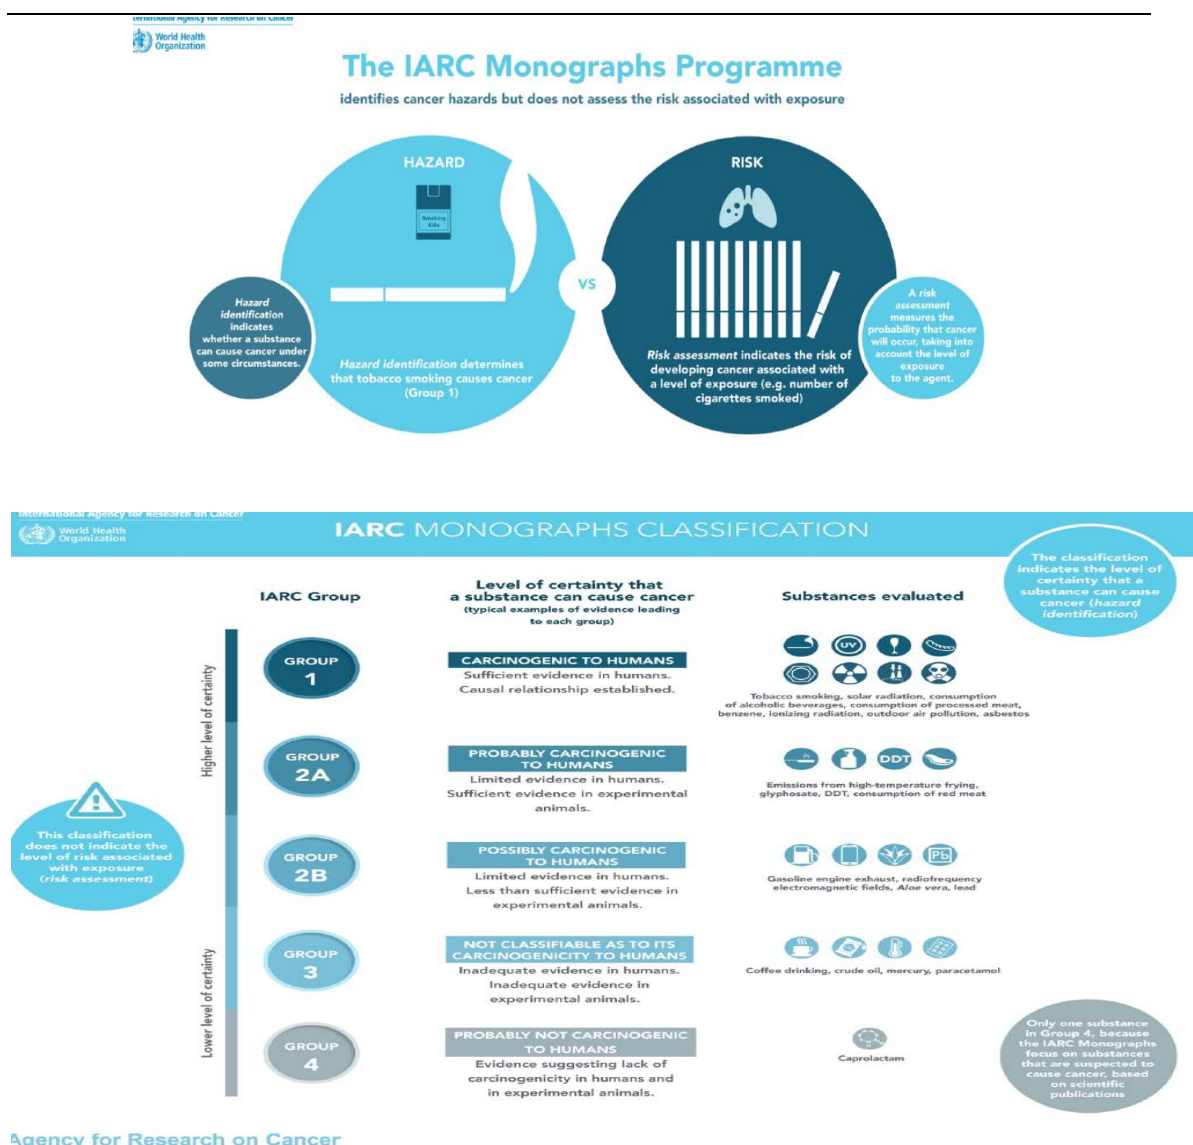 International Agency for Research on Cancer
World Health
Organization
The IARC Monographs Programme
identifies cancer hazards but does not assess the risk associated with exposure
HAZARD
Smoking
Kills
Hazard
identification
indicates
whether a substance
can cause cancer under
some circumstances.
Hazard identification determines
that tobacco smoking causes cancer
(Group 1)
VS
RISK
Risk assessment indicates the risk of
developing cancer associated with
a level of exposure (e.g. number of
cigarettes smoked)
A risk
assessment
measures the
probability that cancer
will occur, taking into
account the level of
exposure
to the agent.
International Agency for Research on Cancer
World Health
Organization
IARC MONOGRAPHS CLASSIFICATION
The classification
indicates the level of
certainty that a
substance can cause
cancer (hazard
identification)
IARC Group
Level of certainty that
a substance can cause cancer
(typical examples of evidence leading
to each group)
Substances evaluated
Higher level of certainty
Lower level of certainty
This classification
does not indicate the
level of risk associated
with exposure
(risk assessment)
GROUP
1
CARCINOGENIC TO HUMANS
Sufficient evidence in humans.
Causal relationship established.
UV
Tobacco smoking, solar radiation, consumption
of alcoholic beverages, consumption of processed meat,
benzene, ionizing radiation, outdoor air pollution, asbestos
GROUP
2A
PROBABLY CARCINOGENIC
TO HUMANS
Limited evidence in humans.
Sufficient evidence in experimental
animals.
DDT
Emissions from high-temperature frying,
glyphosate, DDT, consumption of red meat
GROUP
2B
POSSIBLY CARCINOGENIC
TO HUMANS
Limited evidence in humans.
Less than sufficient evidence in
experimental animals.
Pb
Gasoline engine exhaust, radiofrequency
electromagnetic fields, Aloe vera, lead
GROUP
3
NOT CLASSIFIABLE AS TO ITS
CARCINOGENICITY TO HUMANS
Inadequate evidence in humans.
Inadequate evidence in
experimental animals.
Coffee drinking, crude oil, mercury, paracetamol
GROUP
4
PROBABLY NOT CARCINOGENIC
TO HUMANS
Evidence suggesting lack of
carcinogenicity in humans and
in experimental animals.
Caprolactam
Only one substance
in Group 4, because
the IARC Monographs
focus on substances
that are suspected to
cause cancer, based
on scientific
publications
Agency for Research on Cancer